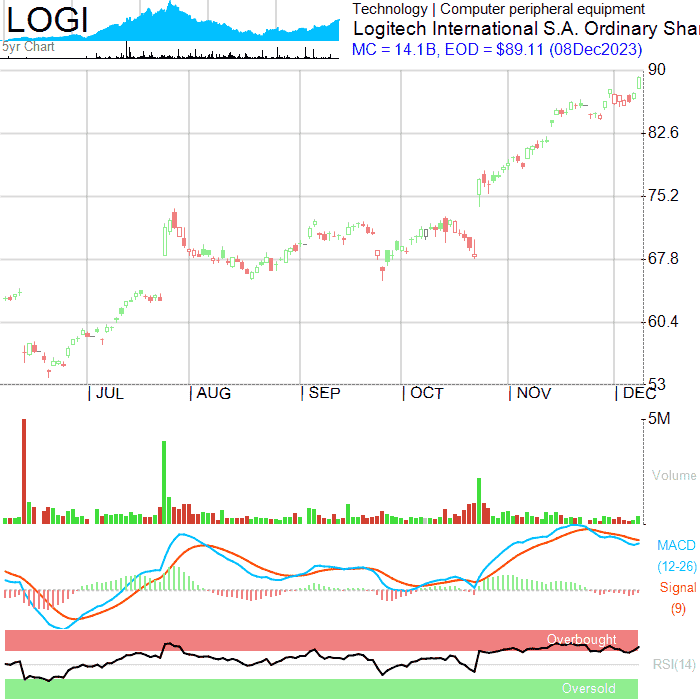 LOGI
5yr Chart
Technology | Computer peripheral equipment
Logitech International S.A. Ordinary Shar
MC = 14.1B, EOD = $89.11 (08Dec2023)
90
82.6
75.2
67.8
60.4
53
JUL AUG SEP OCT NOV DEC
5M
Volume
MACD
(12-26)
Signal
(9)
Overbought
RSI(14)
Oversold